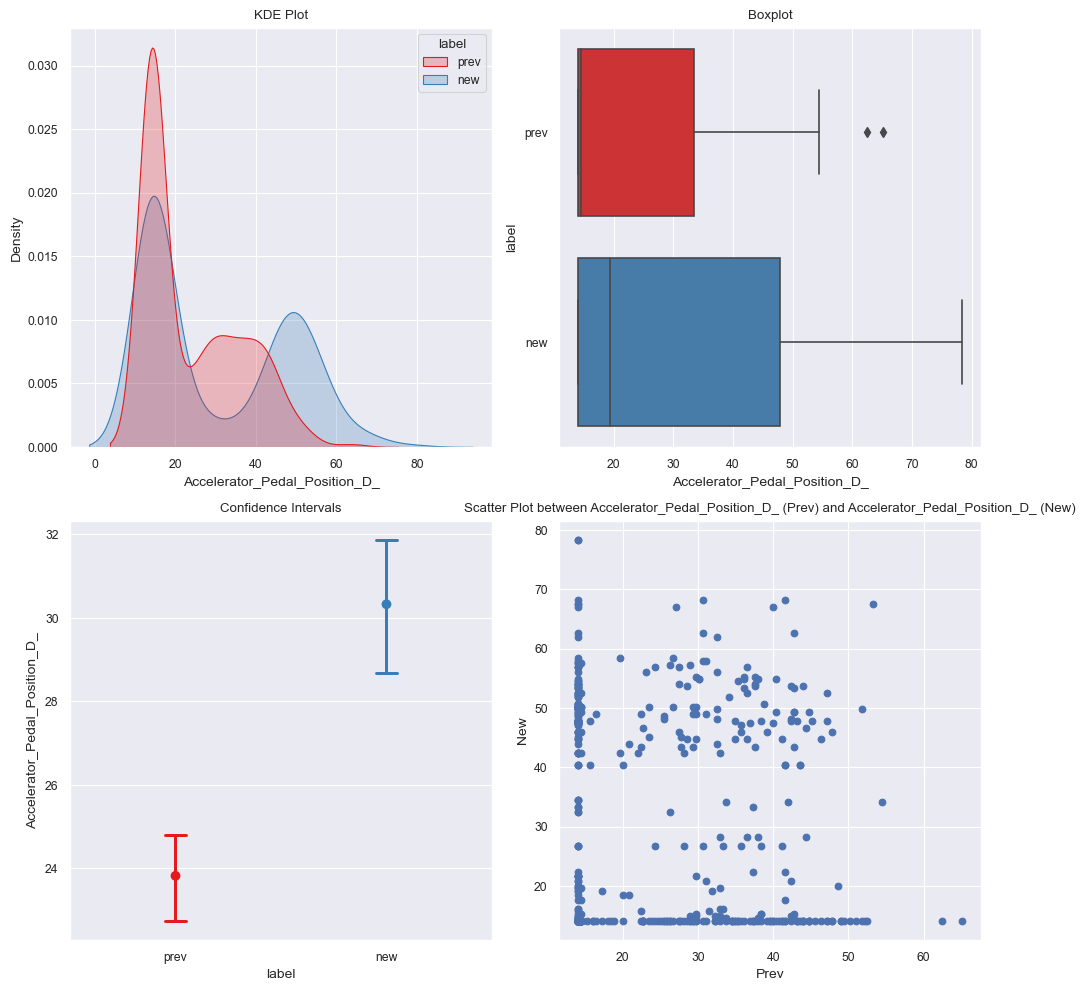 KDE Plot
label
prev
new
0.030
0.025
0.020
0.015
0.010
0.005
0.000
Density
0
20
40
60
80
Accelerator_Pedal_Position_D_
Boxplot
prev
new
label
20
30
40
50
60
70
80
Accelerator_Pedal_Position_D_
Confidence Intervals
32
30
28
26
24
Accelerator_Pedal_Position_D_
prev
new
label
Scatter Plot between Accelerator_Pedal_Position_D_ (Prev) and Accelerator_Pedal_Position_D_ (New)
80
70
60
50
40
30
20
New
20
30
40
50
60
Prev